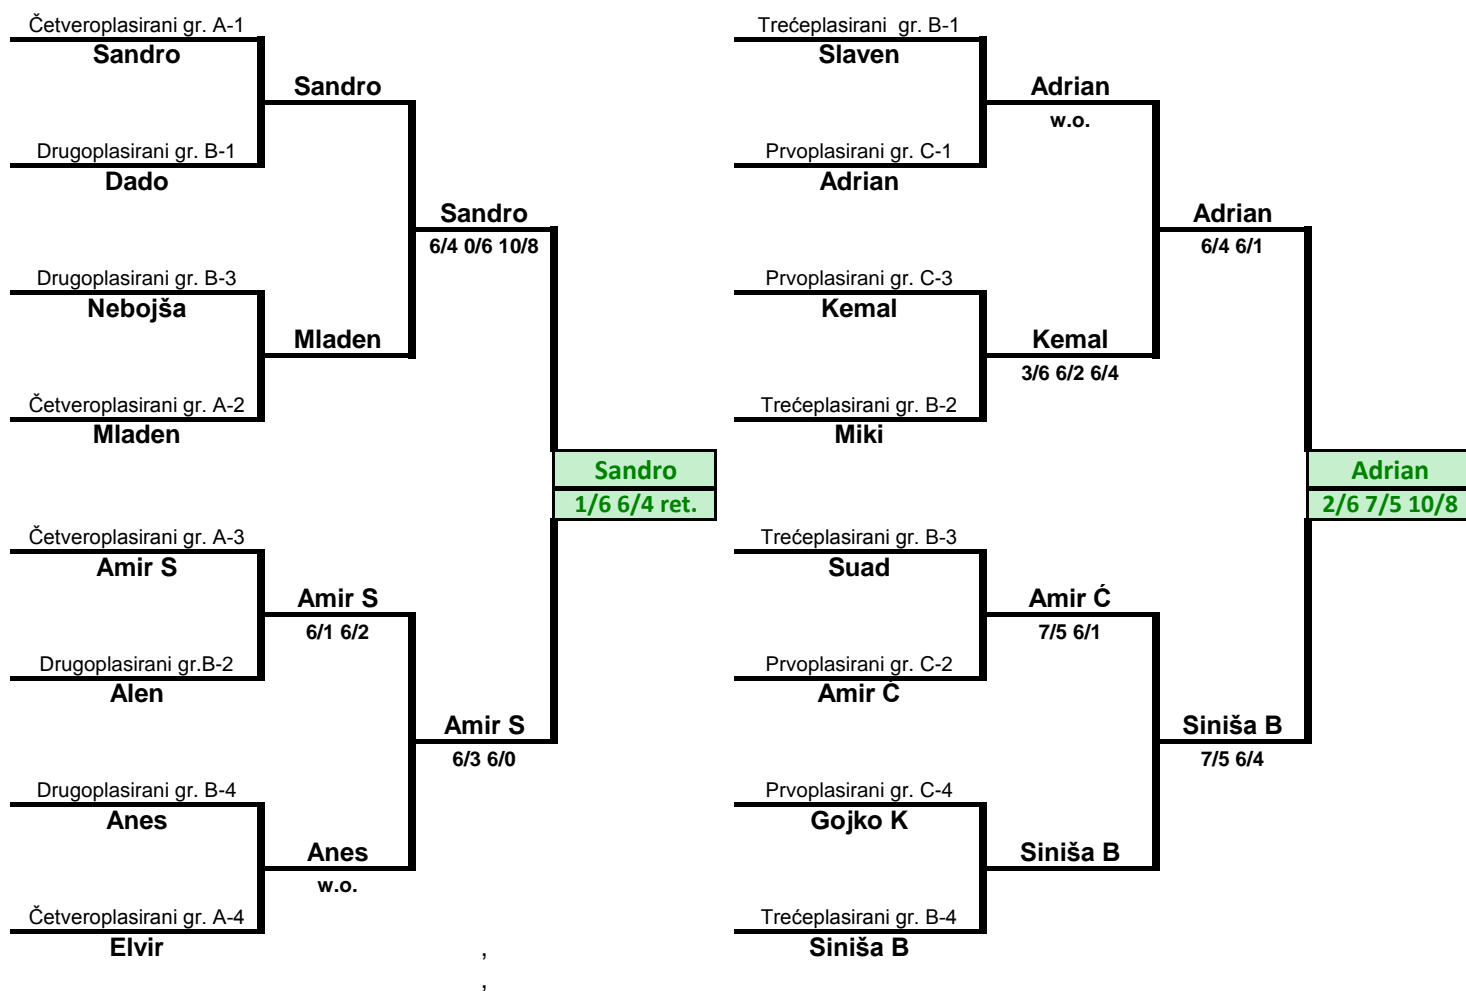 Četveroplasirani gr. A-1
Sandro
Sandro
Drugoplasirani gr. B-1
Dado
Sandro
6/4 0/6 10/8
Drugoplasirani gr. B-3
Nebojša
Mladen
Četveroplasirani gr. A-2
Mladen
Sandro
1/6 6/4 ret.
Četveroplasirani gr. A-3
Amir S
Amir S
6/1 6/2
Drugoplasirani gr.B-2
Alen
Amir S
6/3 6/0
Drugoplasirani gr. B-4
Anes
Anes
w.o.
Četveroplasirani gr. A-4
Elvir
,
,
Trećeplasirani  gr. B-1
Slaven
Adrian
w.o.
Prvoplasirani gr. C-1
Adrian
Adrian
6/4 6/1
Prvoplasirani gr. C-3
Kemal
Kemal
3/6 6/2 6/4
Trećeplasirani gr. B-2
Miki
Adrian
2/6 7/5 10/8
Trećeplasirani gr. B-3
Suad
Amir Ć
7/5 6/1
Prvoplasirani gr. C-2
Amir Ć
Siniša B
7/5 6/4
Prvoplasirani gr. C-4
Gojko K
Siniša B
Trećeplasirani gr. B-4
Siniša B